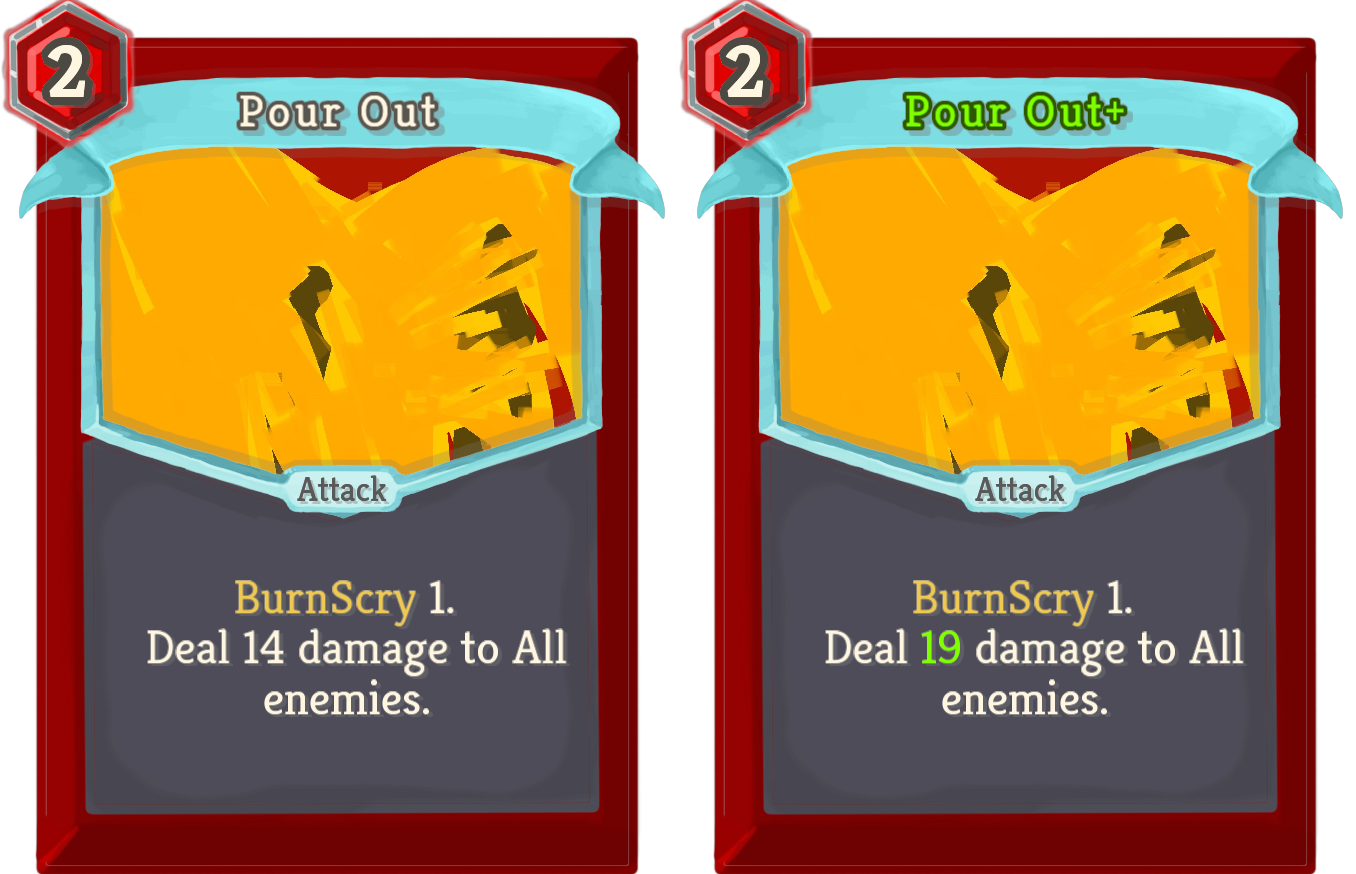 2
Pour Out
Attack
BurnScry 1.
Deal 14 damage to All
enemies.
2
Pour Out+
Attack
BurnScry 1.
Deal 19 damage to All
enemies.